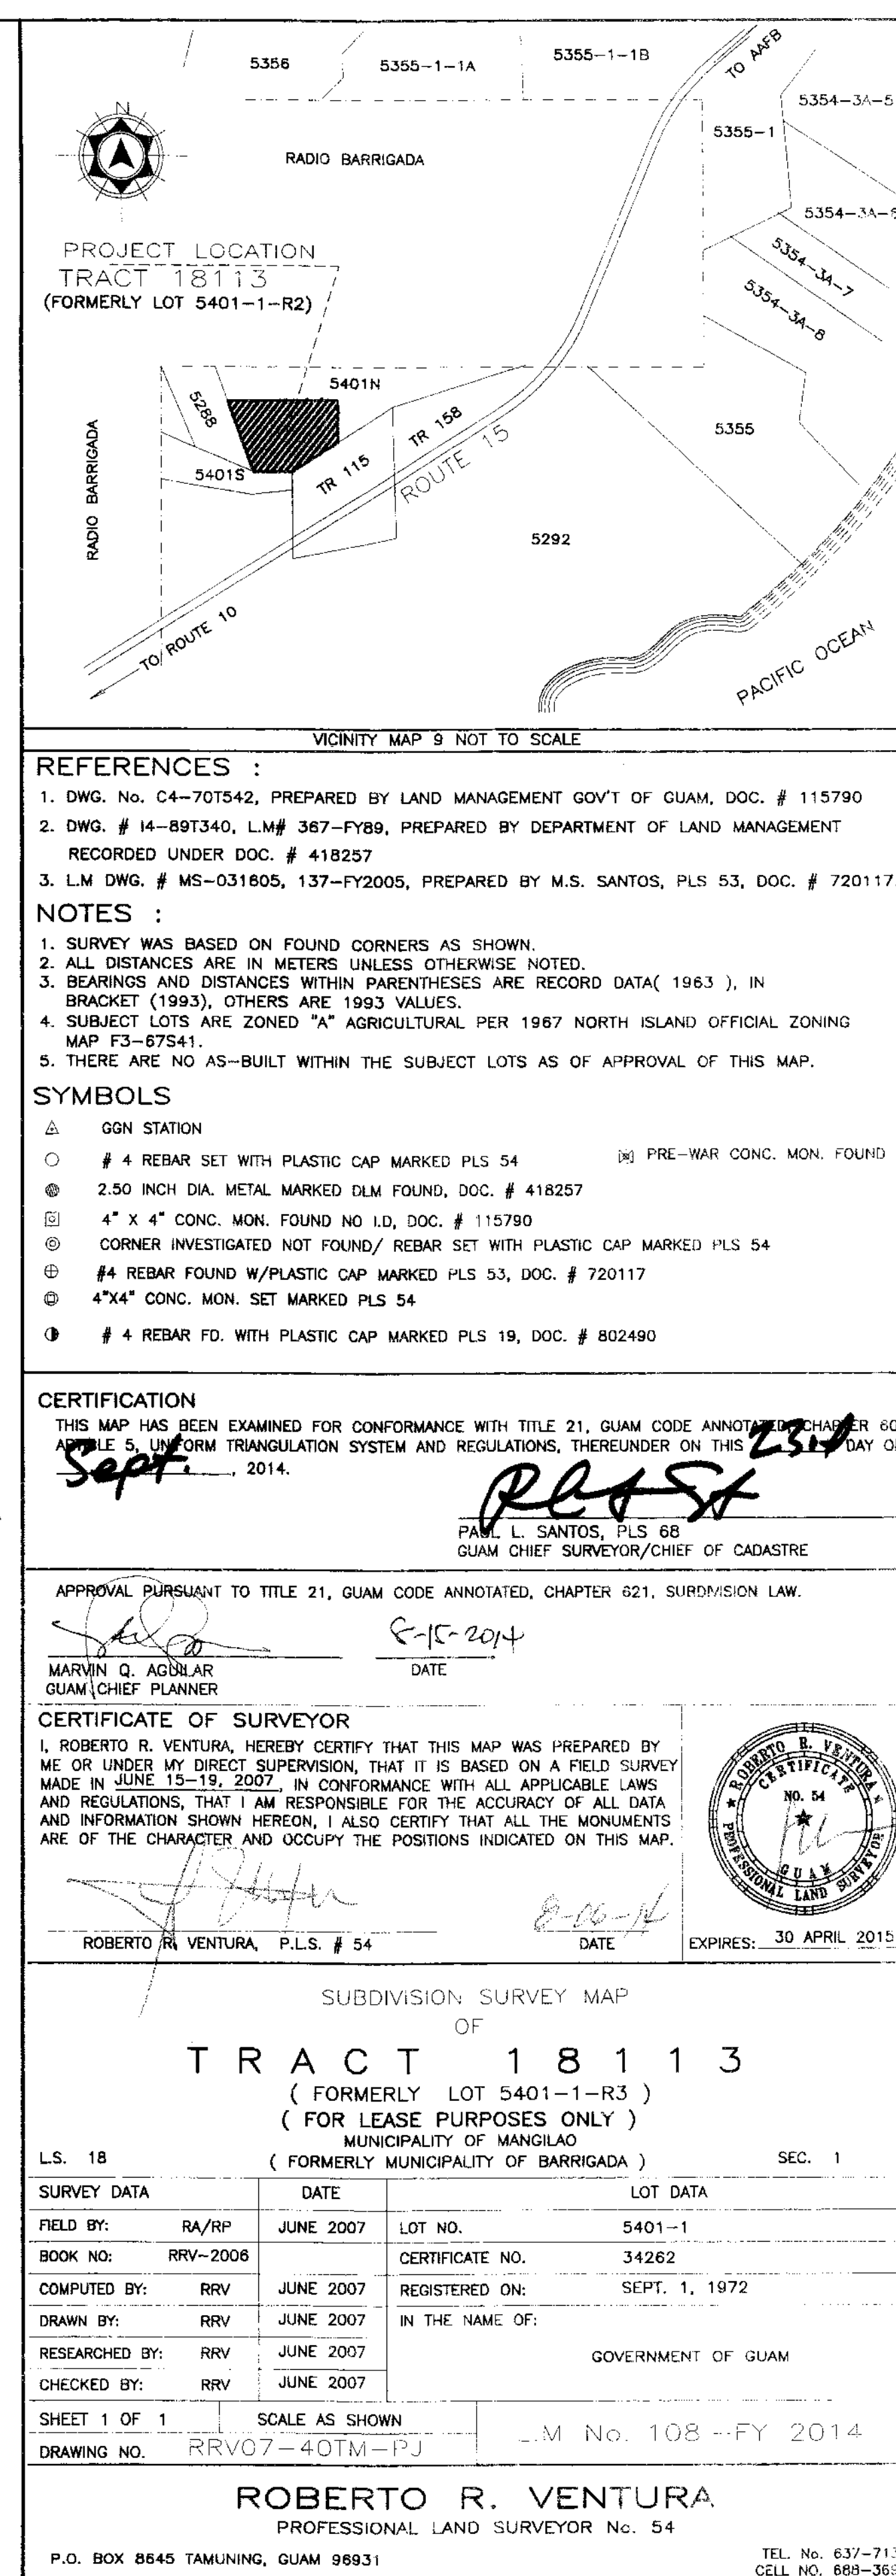 5356
5355-1-1A
5355-1-1B
TO AAFB
5354-3A-5
5355-1
N
RADIO BARRIGADA
5354-3A-6
PROJECT LOCATION
TRACT 18113
(FORMERLY LOT 5401-1-R2)
5354-3A-7
5354-3A-8
5401N
5288
TR 158
5355
RADIO BARRIGADA
5401S
TR 115
ROUTE 15
5292
TO ROUTE 10
PACIFIC OCEAN
VICINITY MAP 9 NOT TO SCALE
REFERENCES :
1. DWG. No. C4-70T542, PREPARED BY LAND MANAGEMENT GOV'T OF GUAM, DOC. # 115790
2. DWG. # I4-89T340, L.M# 367-FY89, PREPARED BY DEPARTMENT OF LAND MANAGEMENT
RECORDED UNDER DOC. # 418257
3. L.M DWG. # MS-031605, 137-FY2005, PREPARED BY M.S. SANTOS, PLS 53, DOC. # 720117
NOTES :
1. SURVEY WAS BASED ON FOUND CORNERS AS SHOWN.
2. ALL DISTANCES ARE IN METERS UNLESS OTHERWISE NOTED.
3. BEARINGS AND DISTANCES WITHIN PARENTHESES ARE RECORD DATA( 1963 ), IN
BRACKET (1993), OTHERS ARE 1993 VALUES.
4. SUBJECT LOTS ARE ZONED "A" AGRICULTURAL PER 1967 NORTH ISLAND OFFICIAL ZONING
MAP F3-67S41.
5. THERE ARE NO AS-BUILT WITHIN THE SUBJECT LOTS AS OF APPROVAL OF THIS MAP.
SYMBOLS
GGN STATION
# 4 REBAR SET WITH PLASTIC CAP MARKED PLS 54
PRE-WAR CONC. MON. FOUND
2.50 INCH DIA. METAL MARKED DLM FOUND, DOC. # 418257
4" X 4" CONC. MON. FOUND NO I.D, DOC. # 115790
CORNER INVESTIGATED NOT FOUND/ REBAR SET WITH PLASTIC CAP MARKED PLS 54
#4 REBAR FOUND W/PLASTIC CAP MARKED PLS 53, DOC. # 720117
4"X4" CONC. MON. SET MARKED PLS 54
# 4 REBAR FD. WITH PLASTIC CAP MARKED PLS 19, DOC. # 802490
CERTIFICATION
THIS MAP HAS BEEN EXAMINED FOR CONFORMANCE WITH TITLE 21, GUAM CODE ANNOTATED, CHAPTER 60
ARTICLE 5, UNIFORM TRIANGULATION SYSTEM AND REGULATIONS, THEREUNDER ON THIS 23rd DAY OF
Sept. , 2014.
PAUL L. SANTOS, PLS 68
GUAM CHIEF SURVEYOR/CHIEF OF CADASTRE
APPROVAL PURSUANT TO TITLE 21, GUAM CODE ANNOTATED, CHAPTER 621, SUBDIVISION LAW.
8-15-2014
MARVIN Q. AGUILAR
DATE
GUAM CHIEF PLANNER
CERTIFICATE OF SURVEYOR
I, ROBERTO R. VENTURA, HEREBY CERTIFY THAT THIS MAP WAS PREPARED BY
ME OR UNDER MY DIRECT SUPERVISION, THAT IT IS BASED ON A FIELD SURVEY
MADE IN JUNE 15-19, 2007, IN CONFORMANCE WITH ALL APPLICABLE LAWS
AND REGULATIONS, THAT I AM RESPONSIBLE FOR THE ACCURACY OF ALL DATA
AND INFORMATION SHOWN HEREON, I ALSO CERTIFY THAT ALL THE MONUMENTS
ARE OF THE CHARACTER AND OCCUPY THE POSITIONS INDICATED ON THIS MAP.
ROBERTO R. VENTURA
CERTIFICATE
NO. 54
GUAM
PROFESSIONAL LAND SURVEYOR
8-06-14
ROBERTO R. VENTURA, P.L.S. # 54
DATE
EXPIRES: 30 APRIL 2015
SUBDIVISION SURVEY MAP
OF
TRACT 18113
( FORMERLY LOT 5401-1-R3 )
( FOR LEASE PURPOSES ONLY )
MUNICIPALITY OF MANGILAO
L.S. 18 ( FORMERLY MUNICIPALITY OF BARRIGADA ) SEC. 1
SURVEY DATA DATE LOT DATA
FIELD BY: RA/RP JUNE 2007 LOT NO. 5401-1
BOOK NO: RRV-2006 CERTIFICATE NO. 34262
COMPUTED BY: RRV JUNE 2007 REGISTERED ON: SEPT. 1, 1972
DRAWN BY: RRV JUNE 2007 IN THE NAME OF:
RESEARCHED BY: RRV JUNE 2007 GOVERNMENT OF GUAM
CHECKED BY: RRV JUNE 2007
SHEET 1 OF 1 SCALE AS SHOWN
L.M No. 108 -FY 2014
DRAWING NO. RRV07-40TM-PJ
ROBERTO R. VENTURA
PROFESSIONAL LAND SURVEYOR No. 54
P.O. BOX 8645 TAMUNING, GUAM 96931
TEL. No. 637-71
CELL NO. 688-36